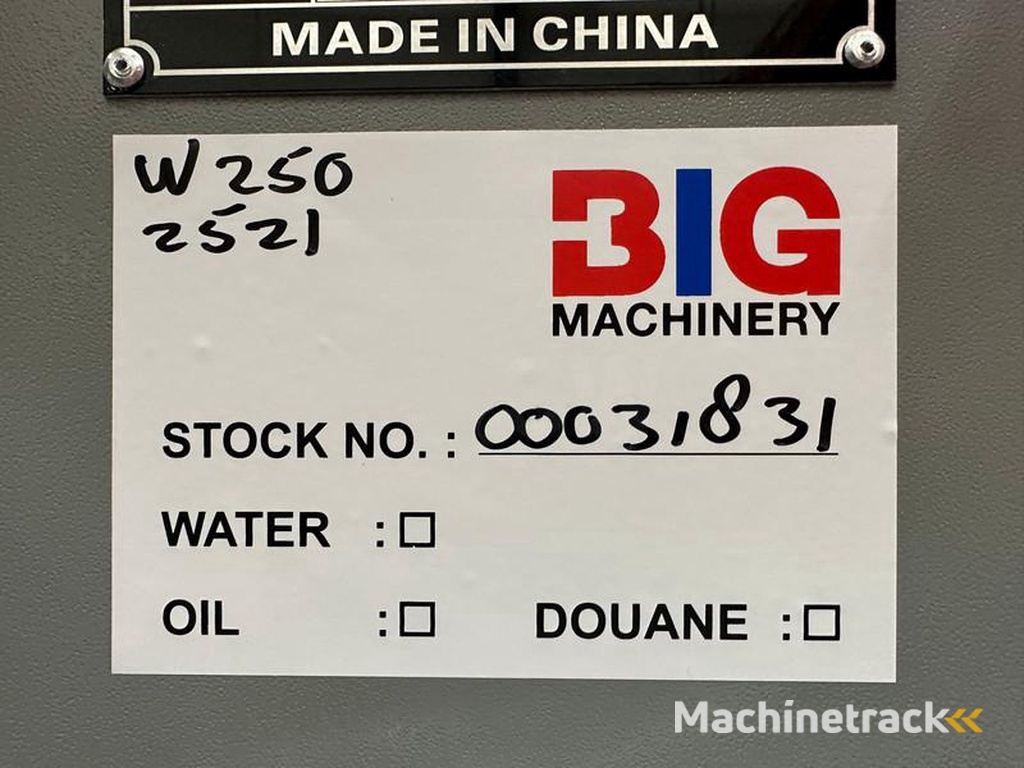 MADE IN CHINA
W250
2521
BIG
MACHINERY
STOCK NO. : 00031831
WATER : ☐
OIL : ☐ DOUANE : ☐
Machinetrack